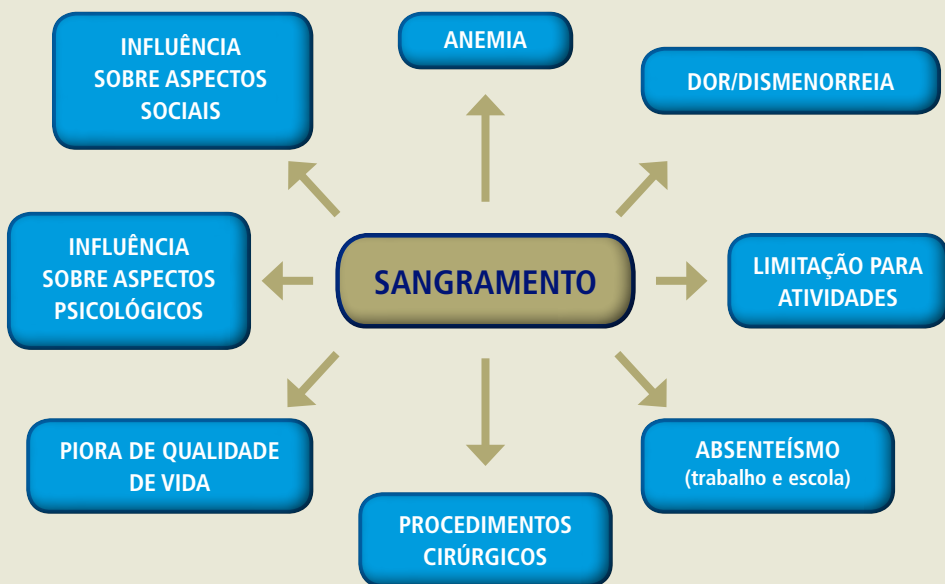 INFLUÊNCIA
SOBRE ASPECTOS
SOCIAIS
ANEMIA
DOR/DISMENORREIA
INFLUÊNCIA
SOBRE ASPECTOS
PSICOLÓGICOS
SANGRAMENTO
LIMITAÇÃO PARA
ATIVIDADES
PIORA DE QUALIDADE
DE VIDA
PROCEDIMENTOS
CIRÚRGICOS
ABSENTEÍSMO
(trabalho e escola)